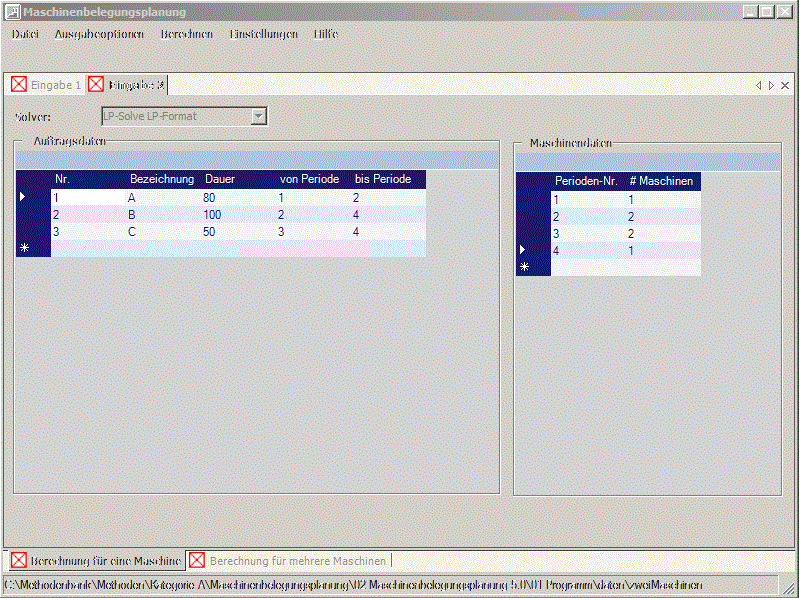 Maschinenbelegungsplanung
Datei Ausgabeoptionen Berechnen Einstellungen Hilfe
Eingabe 1 Eingabe 2
Solver: LP-Solve LP-Format
Auftragsdaten
Nr. Bezeichnung Dauer von Periode bis Periode
1 A 80 1 2
2 B 100 2 4
3 C 50 3 4
Maschinendaten
Perioden-Nr. # Maschinen
1 1
2 2
3 2
4 1
Berechnung für eine Maschine Berechnung für mehrere Maschinen
C:\Methodenbank\Methoden\Kategorie A\Maschinenbelegungsplanung\02 Maschinenbelegungsplanung 5.0\01 Programm\daten\zweiMaschinen